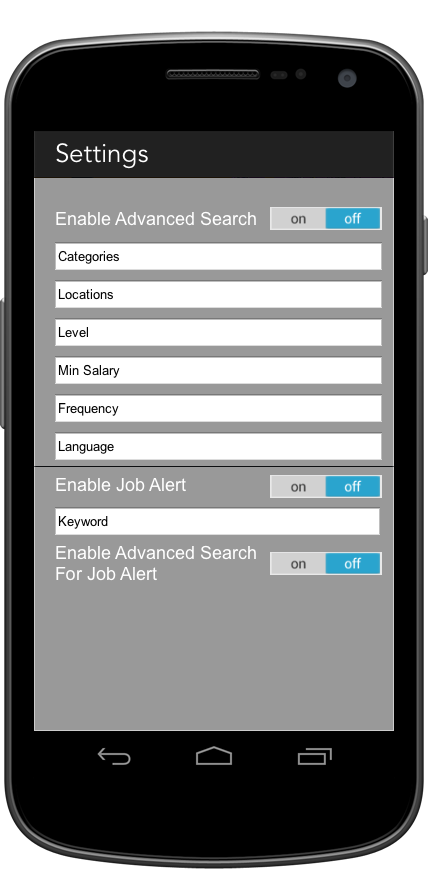 Settings
Enable Advanced Search on off
Categories
Locations
Level
Min Salary
Frequency
Language
Enable Job Alert on off
Keyword
Enable Advanced Search
For Job Alert on off